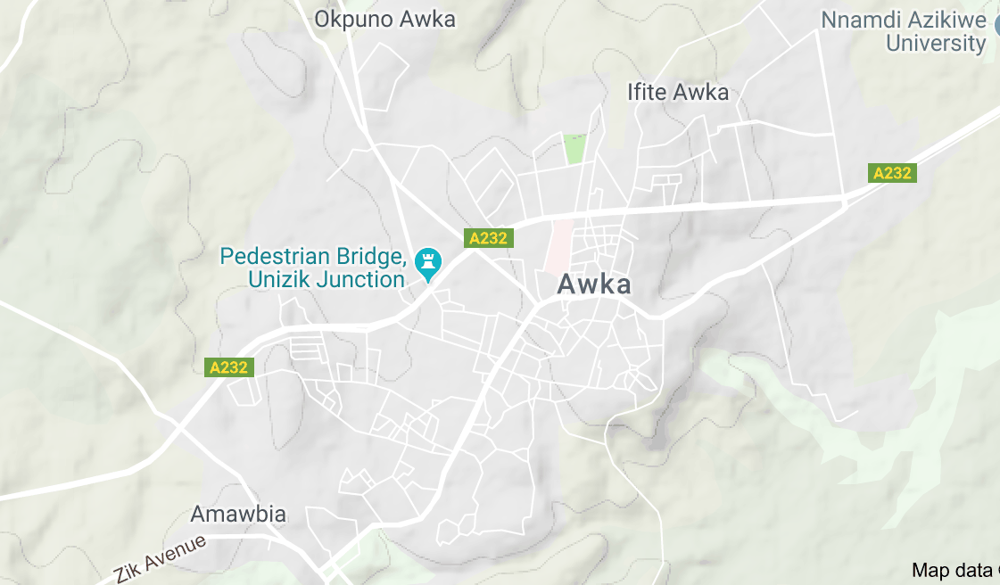 Okpuno Awka
Nnamdi Azikiwe
University
Ifite Awka
A232
A232
Pedestrian Bridge,
Unizik Junction
Awka
A232
Amawbia
Zik Avenue
Map data